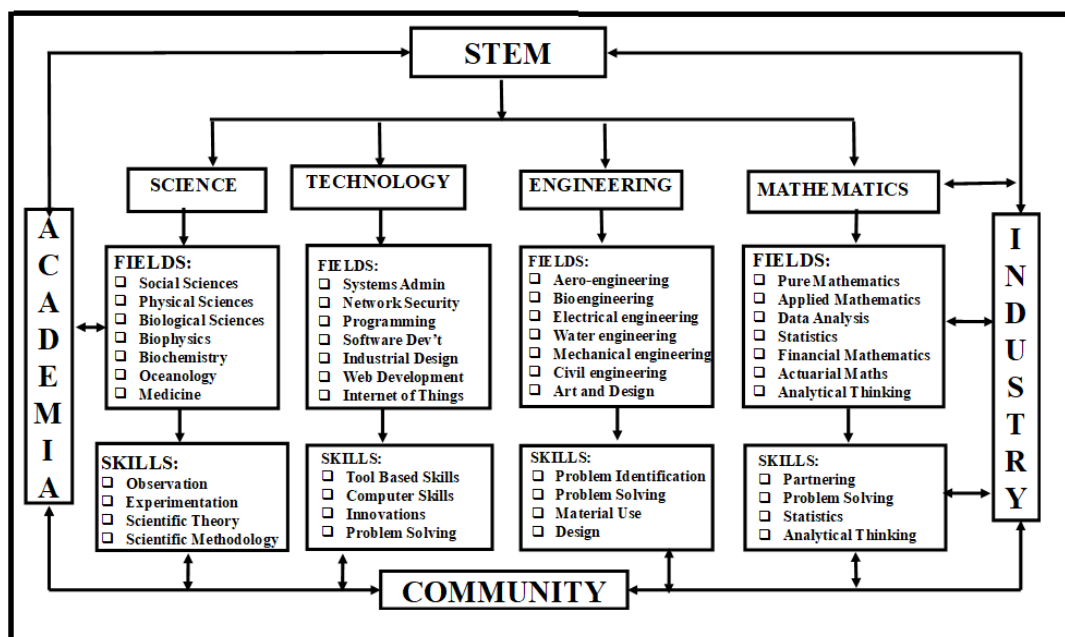 STEM
SCIENCE
TECHNOLOGY
ENGINEERING
MATHEMATICS
ACADEMIA
FIELDS:
❑ Social Sciences
❑ Physical Sciences
❑ Biological Sciences
❑ Biophysics
❑ Biochemistry
❑ Oceanology
❑ Medicine
FIELDS:
❑ Systems Admin
❑ Network Security
❑ Programming
❑ Software Dev't
❑ Industrial Design
❑ Web Development
❑ Internet of Things
FIELDS:
❑ Aero-engineering
❑ Bioengineering
❑ Electrical engineering
❑ Water engineering
❑ Mechanical engineering
❑ Civil engineering
❑ Art and Design
FIELDS:
❑ Pure Mathematics
❑ Applied Mathematics
❑ Data Analysis
❑ Statistics
❑ Financial Mathematics
❑ Actuarial Maths
❑ Analytical Thinking
INDUSTRY
SKILLS:
❑ Observation
❑ Experimentation
❑ Scientific Theory
❑ Scientific Methodology
SKILLS:
❑ Tool Based Skills
❑ Computer Skills
❑ Innovations
❑ Problem Solving
SKILLS:
❑ Problem Identification
❑ Problem Solving
❑ Material Use
❑ Design
SKILLS:
❑ Partnering
❑ Problem Solving
❑ Statistics
❑ Analytical Thinking
COMMUNITY